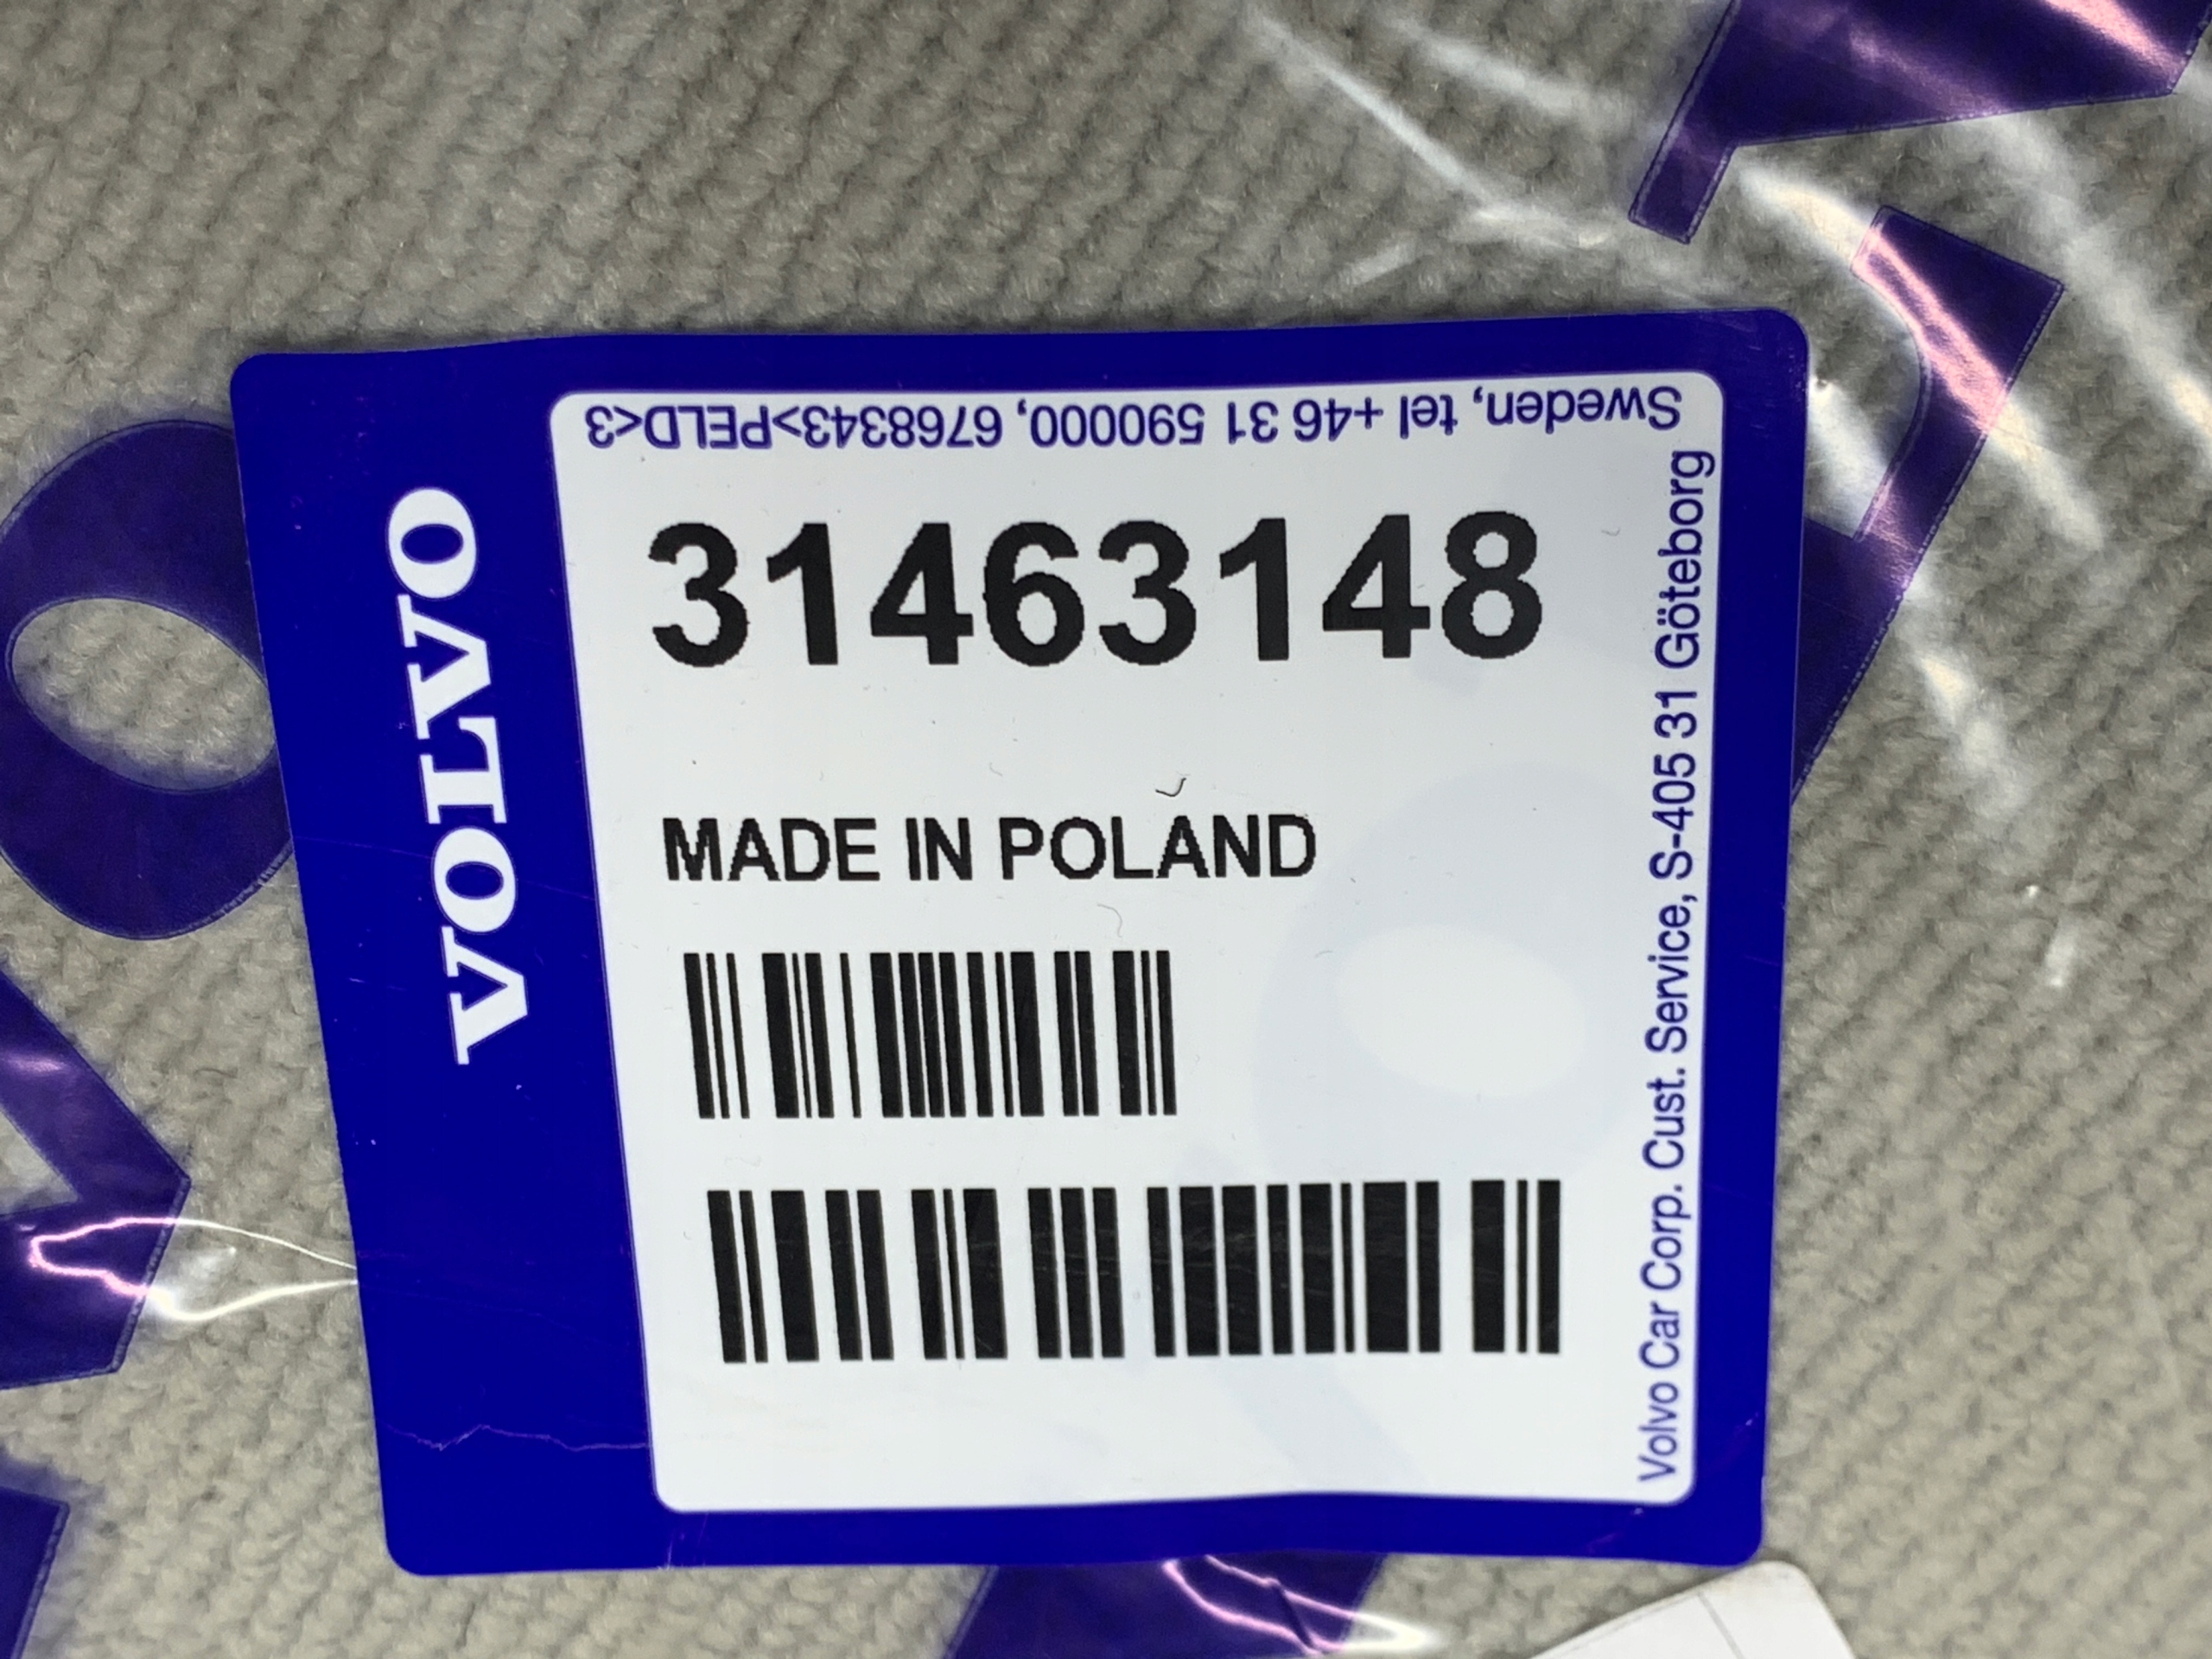 VOLVO
31463148
MADE IN POLAND
Volvo Car Corp. Cust. Service, S-405 31 Göteborg
Sweden, tel +46 31 590000, 6768343>PELD<3